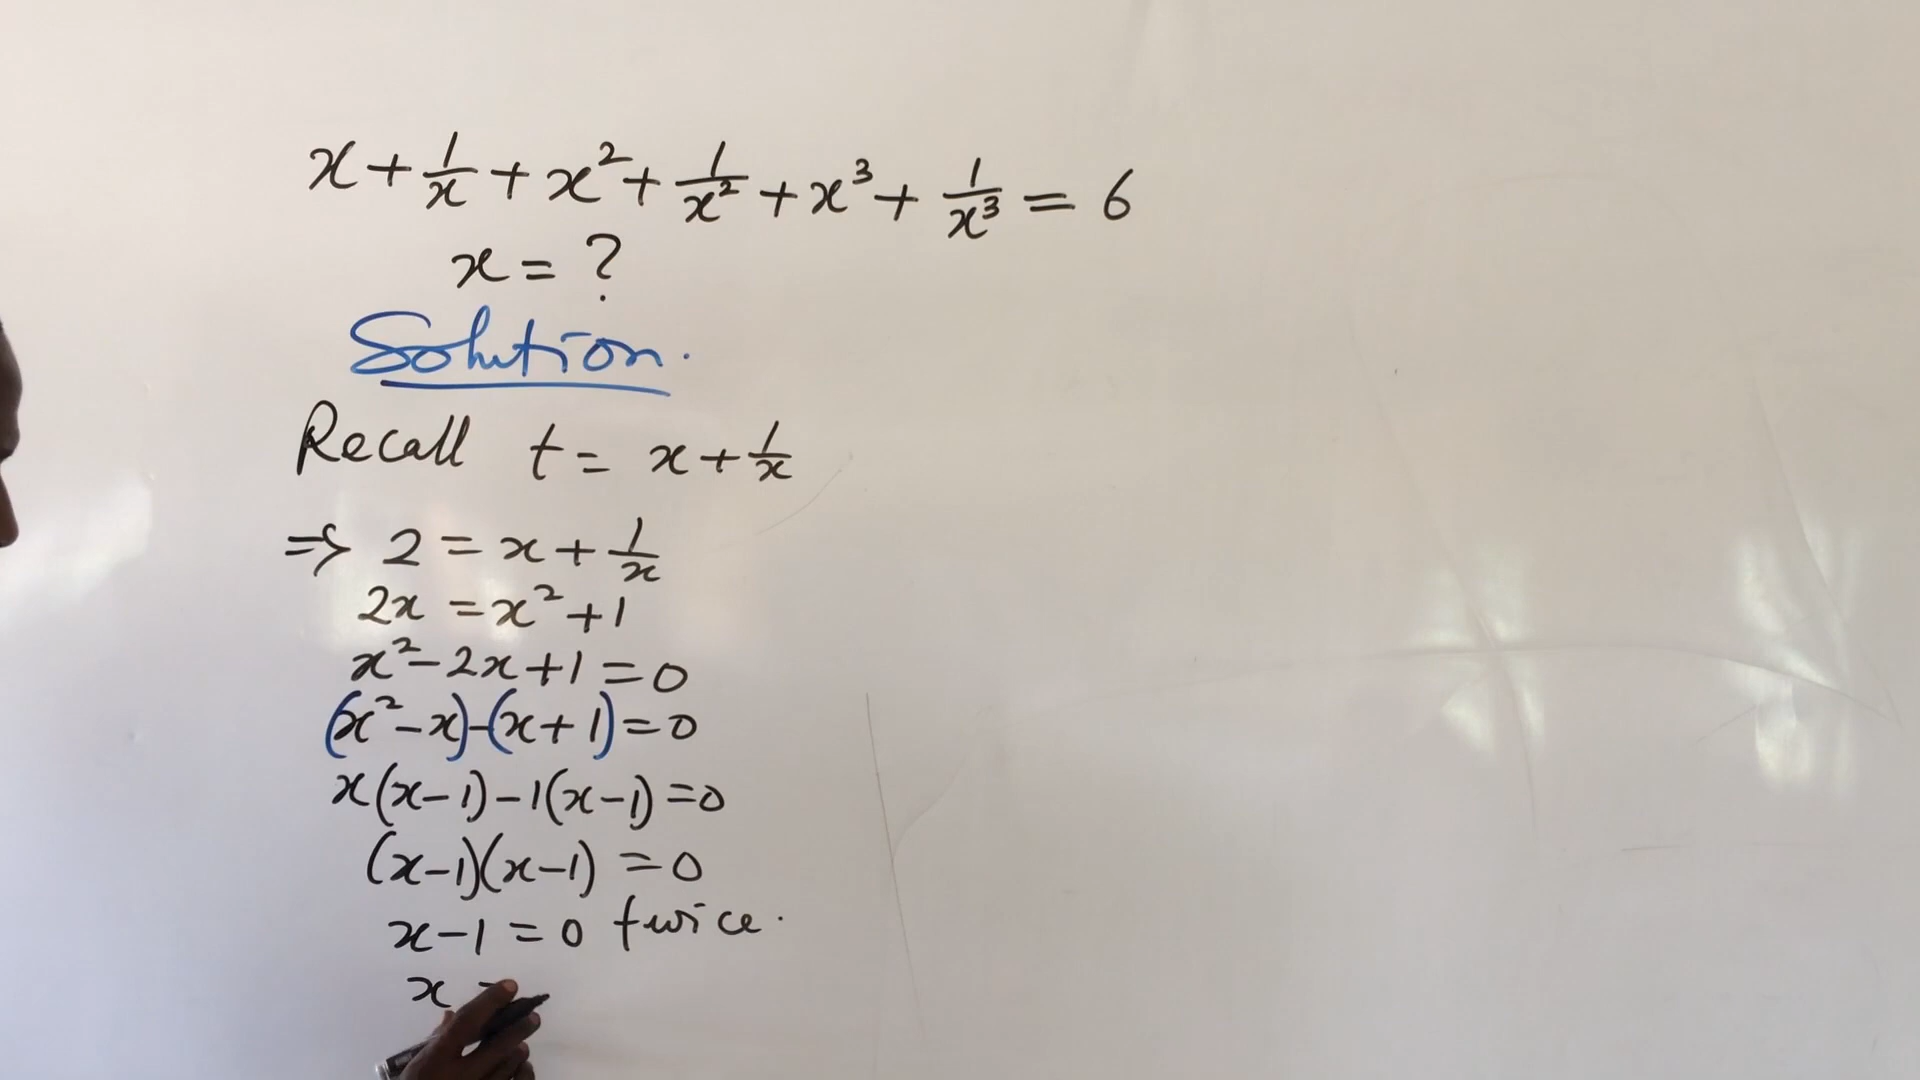 x + 1/x + x² + 1/x² + x³ + 1/x³ = 6
x = ?
Solution.
Recall t = x + 1/x
⇒ 2 = x + 1/x
2x = x² + 1
x² - 2x + 1 = 0
(x² - x) - (x + 1) = 0
x(x - 1) - 1(x - 1) = 0
(x - 1)(x - 1) = 0
x - 1 = 0 twice.
x =